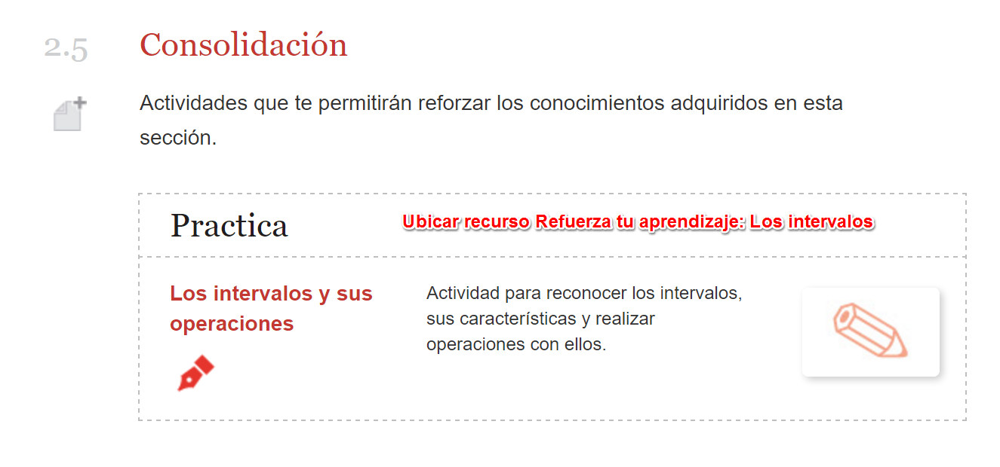 2.5 Consolidación
Actividades que te permitirán reforzar los conocimientos adquiridos en esta
sección.
Practica
Ubicar recurso Refuerza tu aprendizaje: Los intervalos
Los intervalos y sus
operaciones
Actividad para reconocer los intervalos,
sus características y realizar
operaciones con ellos.